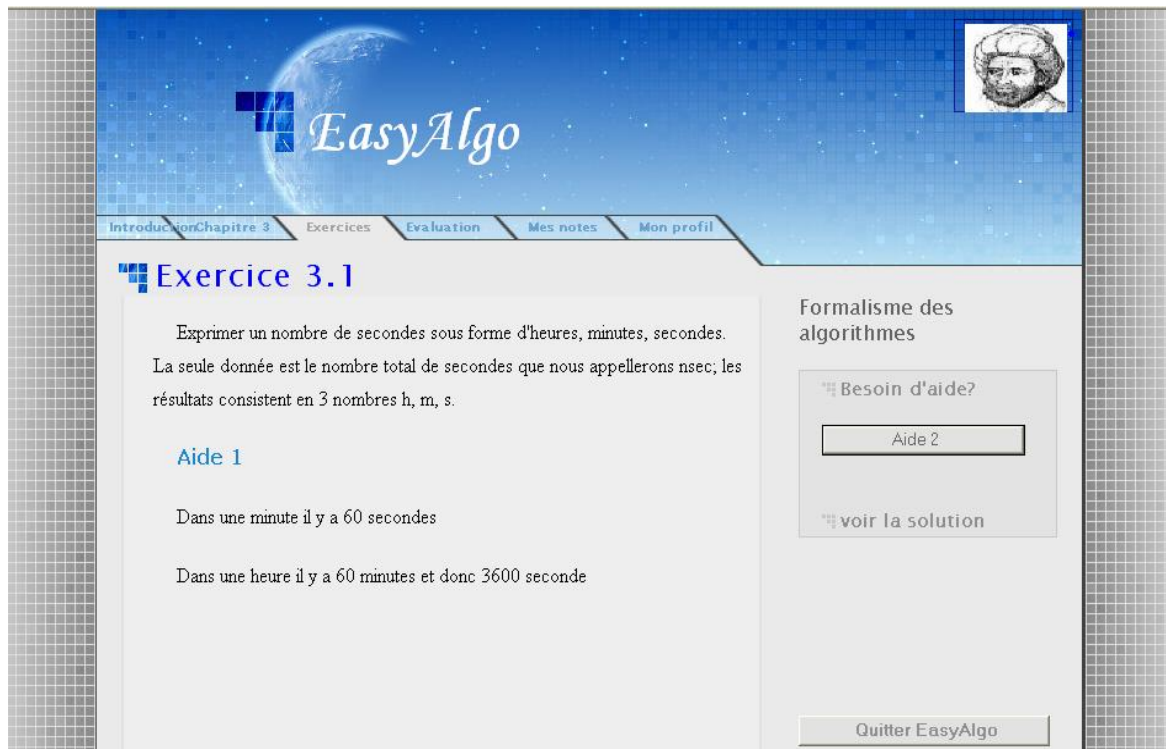 EasyAlgo
Introduction Chapitre 3 Exercices Evaluation Mes notes Mon profil
Exercice 3.1
Exprimer un nombre de secondes sous forme d'heures, minutes, secondes.
La seule donnée est le nombre total de secondes que nous appellerons nsec; les
résultats consistent en 3 nombres h, m, s.
Aide 1
Dans une minute il y a 60 secondes
Dans une heure il y a 60 minutes et donc 3600 seconde
Formalisme des
algorithmes
Besoin d'aide?
Aide 2
voir la solution
Quitter EasyAlgo